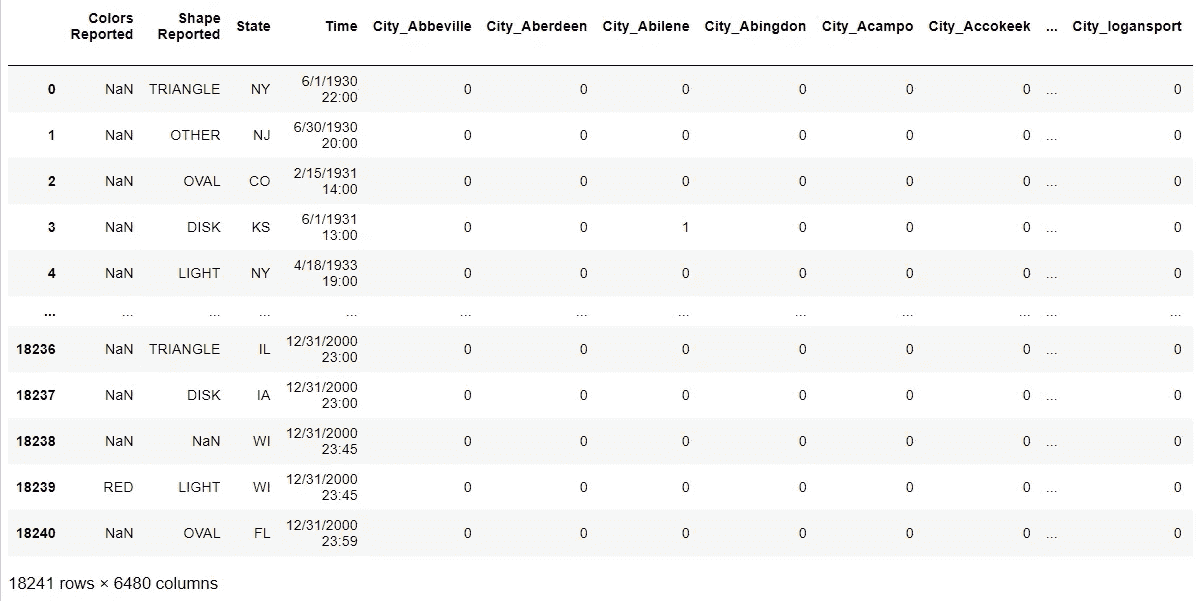 Colors Reported Shape Reported State Time City_Abbeville City_Aberdeen City_Abilene City_Abingdon City_Acampo City_Accokeek ... City_logansport
0 NaN TRIANGLE NY 6/1/1930 22:00 0 0 0 0 0 0 ... 0
1 NaN OTHER NJ 6/30/1930 20:00 0 0 0 0 0 0 ... 0
2 NaN OVAL CO 2/15/1931 14:00 0 0 0 0 0 0 ... 0
3 NaN DISK KS 6/1/1931 13:00 0 0 1 0 0 0 ... 0
4 NaN LIGHT NY 4/18/1933 19:00 0 0 0 0 0 0 ... 0
... ... ... ... ... ... ... ... ... ... ... ... ...
18236 NaN TRIANGLE IL 12/31/2000 23:00 0 0 0 0 0 0 ... 0
18237 NaN DISK IA 12/31/2000 23:00 0 0 0 0 0 0 ... 0
18238 NaN NaN WI 12/31/2000 23:45 0 0 0 0 0 0 ... 0
18239 RED LIGHT WI 12/31/2000 23:45 0 0 0 0 0 0 ... 0
18240 NaN OVAL FL 12/31/2000 23:59 0 0 0 0 0 0 ... 0
18241 rows × 6480 columns